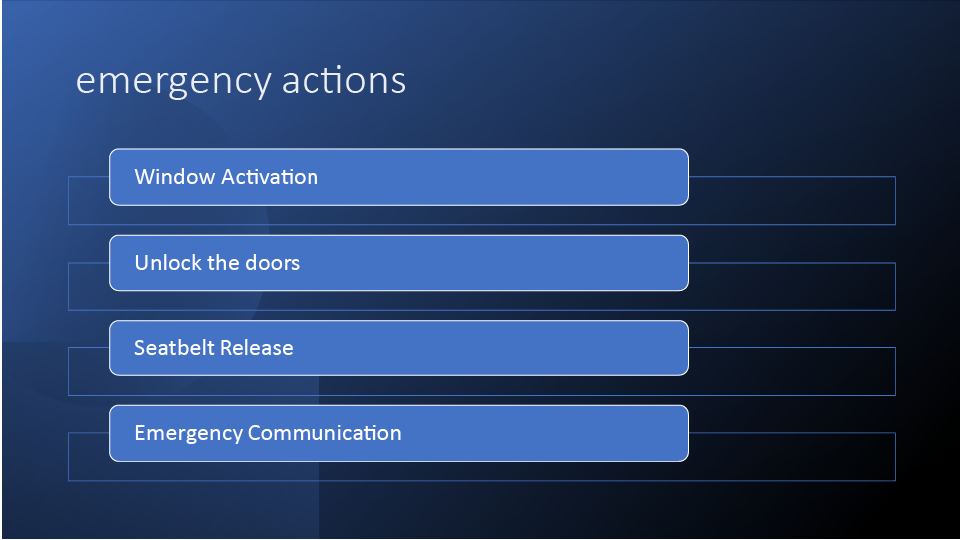 emergency actions
Window Activation
Unlock the doors
Seatbelt Release
Emergency Communication